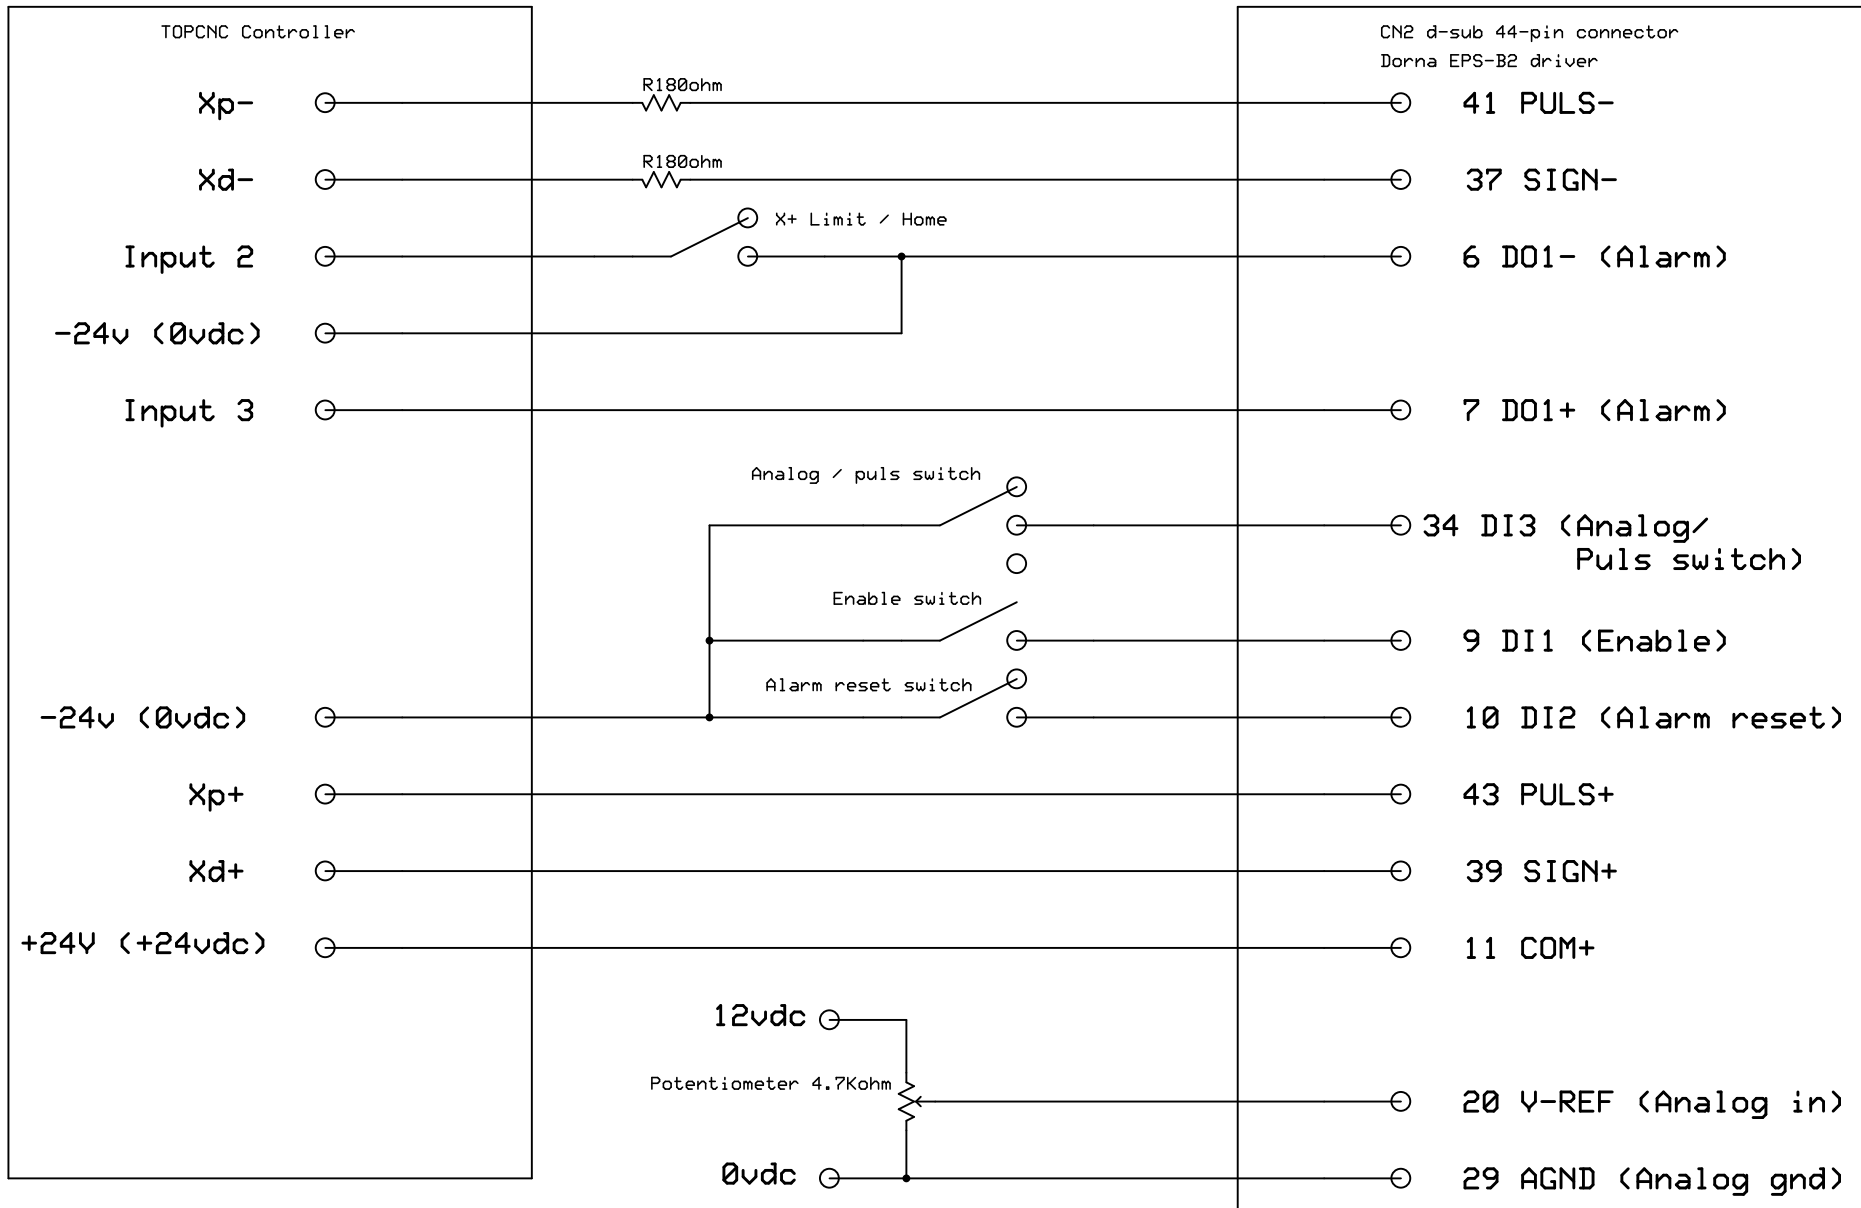 TOPCNC Controller
CN2 d-sub 44-pin connector
Dorna EPS-B2 driver
Xp-
R180ohm
41 PULS-
Xd-
R180ohm
37 SIGN-
X+ Limit / Home
Input 2
6 DO1- (Alarm)
-24v (0vdc)
Input 3
7 DO1+ (Alarm)
Analog / puls switch
34 DI3 (Analog/
Puls switch)
Enable switch
9 DI1 (Enable)
Alarm reset switch
-24v (0vdc)
10 DI2 (Alarm reset)
Xp+
43 PULS+
Xd+
39 SIGN+
+24V (+24vdc)
11 COM+
12vdc
Potentiometer 4.7Kohm
20 V-REF (Analog in)
0vdc
29 AGND (Analog gnd)